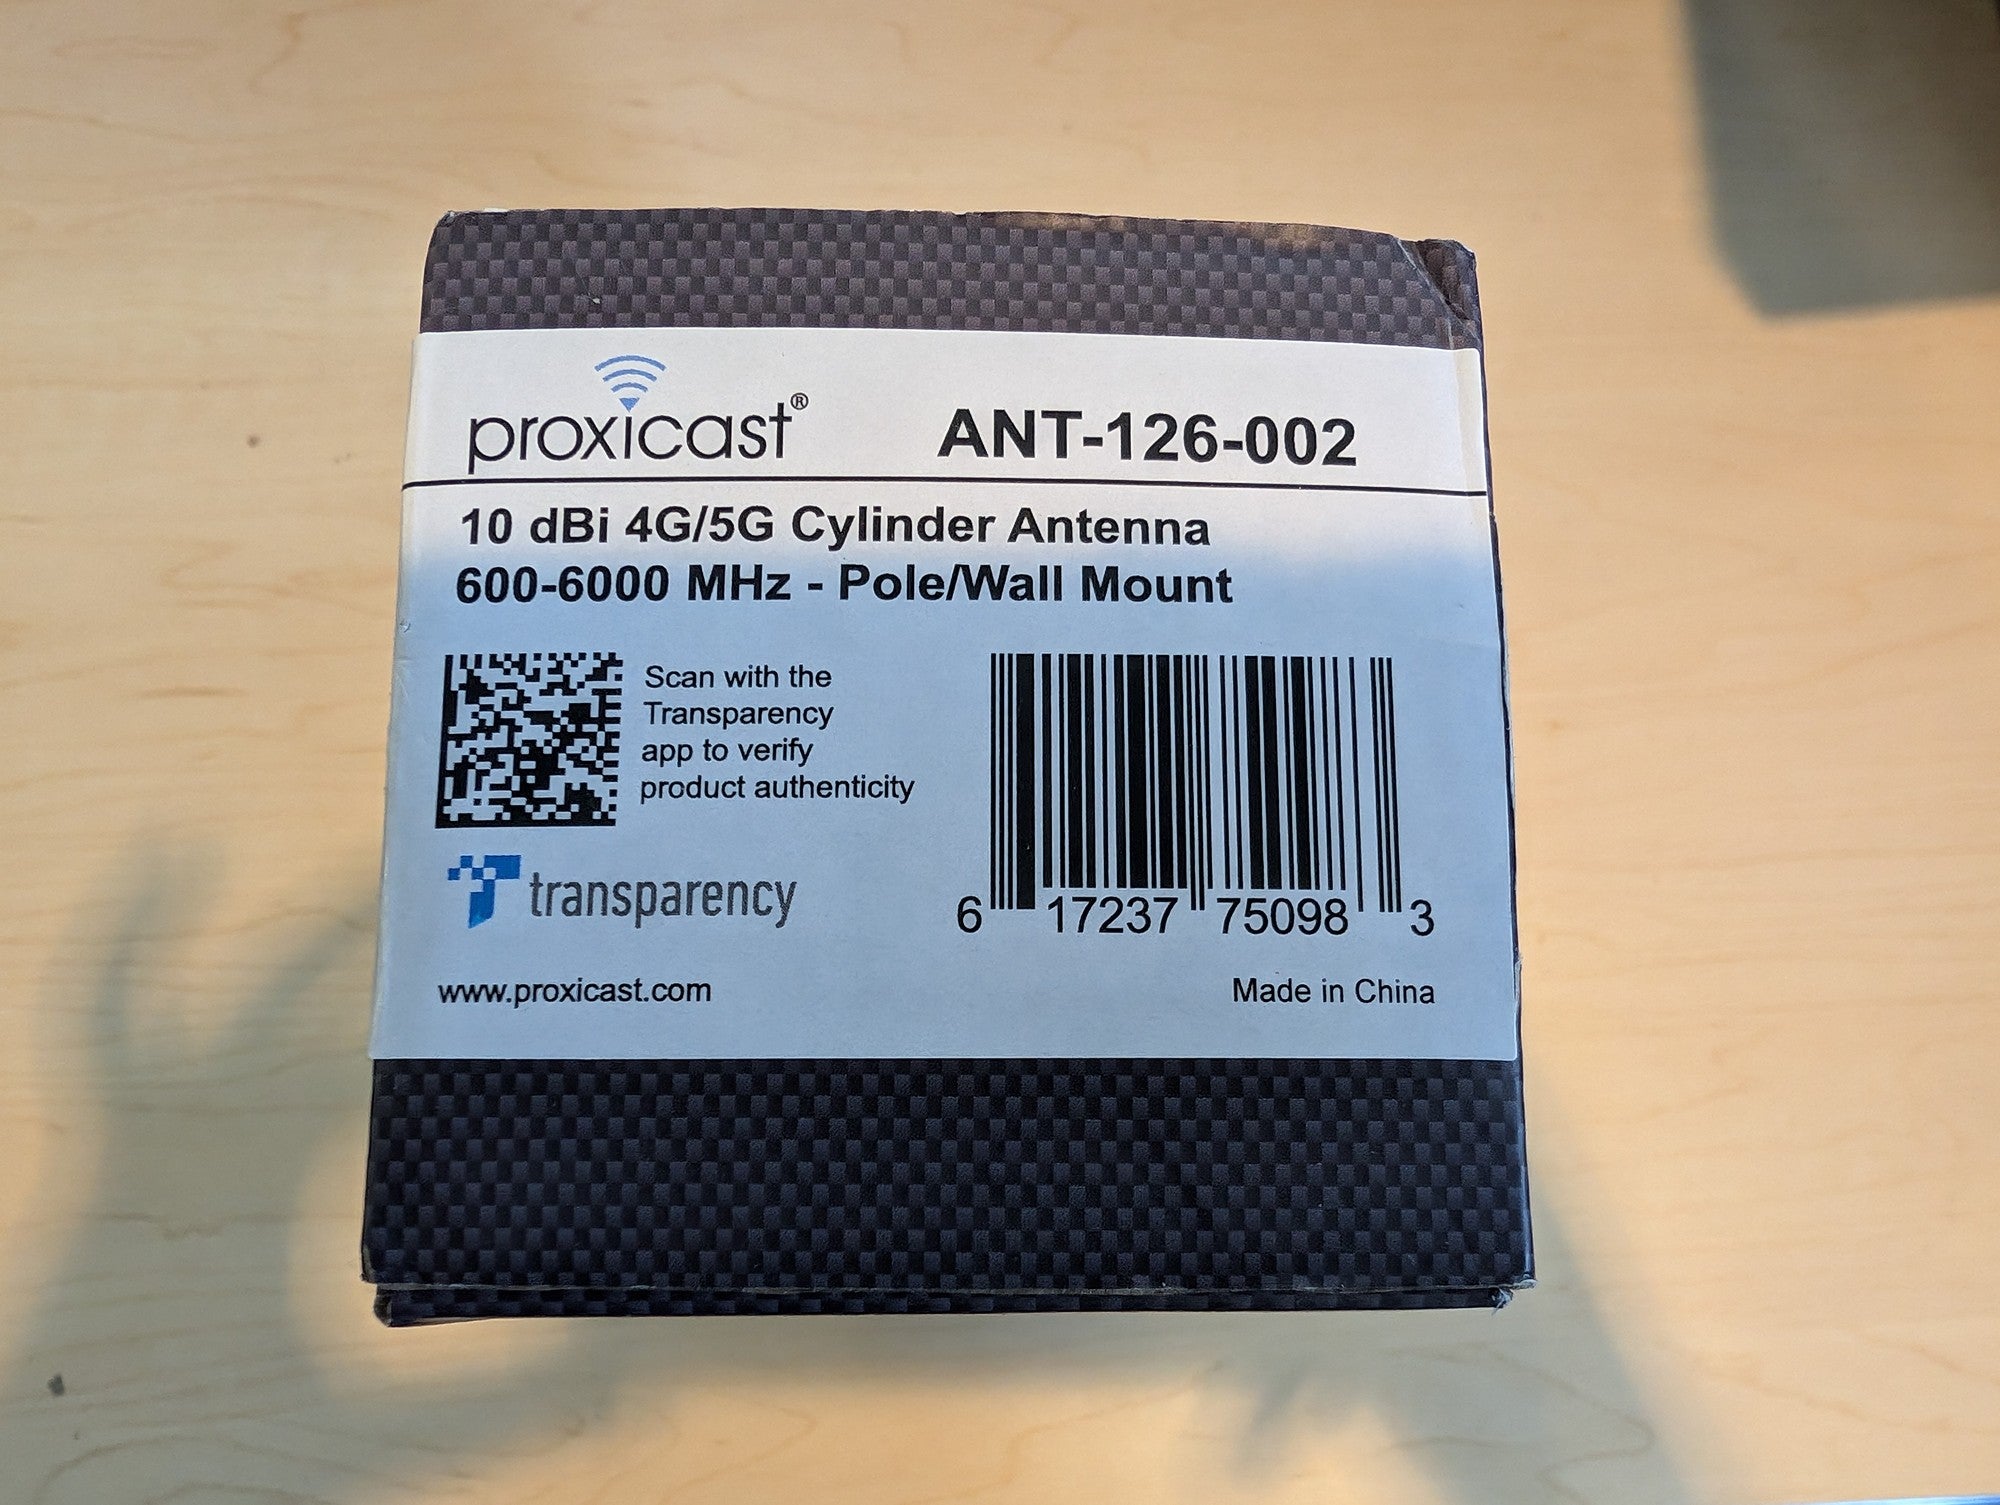 proxicast®
ANT-126-002
10 dBi 4G/5G Cylinder Antenna
600-6000 MHz - Pole/Wall Mount
Scan with the
Transparency
app to verify
product authenticity
transparency
6 17237 75098 3
www.proxicast.com
Made in China